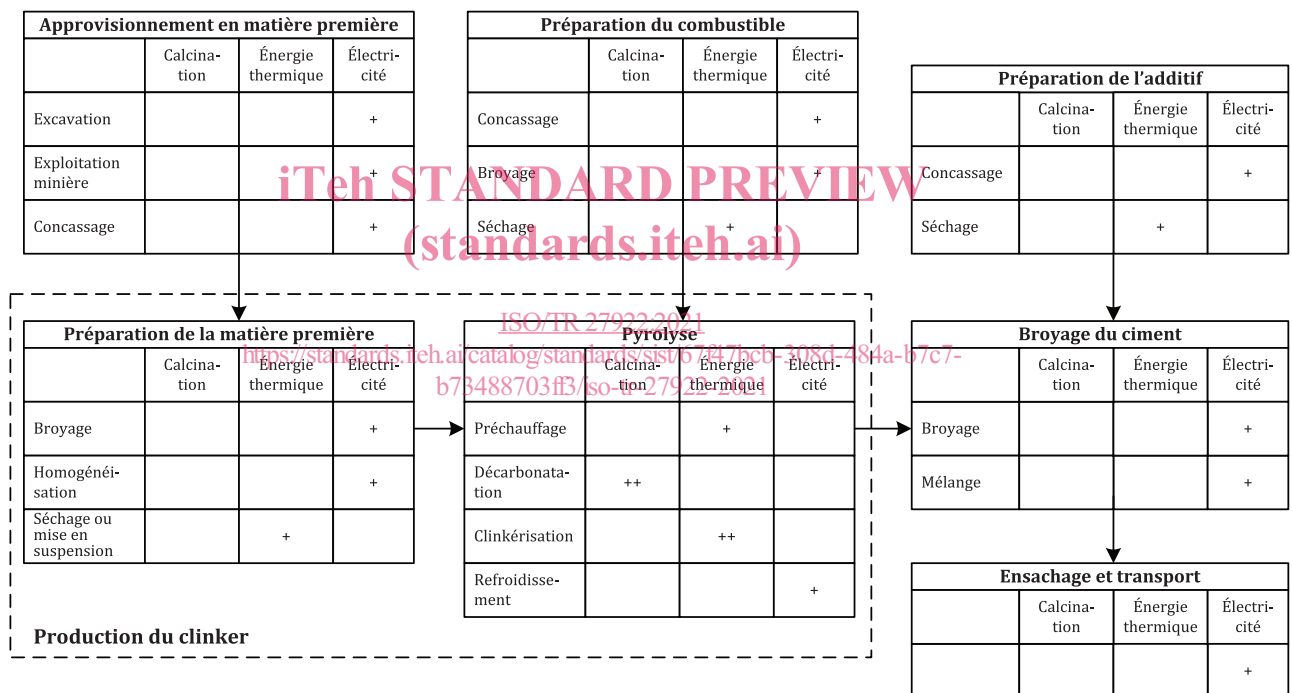 Approvisionnement en matière première
Calcina-
tion
Énergie
thermique
Électri-
cité
Excavation
+
Exploitation
minière
+
Concassage
+
Préparation du combustible
Calcina-
tion
Énergie
thermique
Électri-
cité
Concassage
+
Broyage
+
Séchage
+
Préparation de l'additif
Calcina-
tion
Énergie
thermique
Électri-
cité
Concassage
+
Séchage
+
iTeh STANDARD PREVIEW
(standards.iteh.ai)
ISO/TR 27922:2021
https://standards.iteh.ai/catalog/standards/sist/67f47bcb-308d-484a-b7c7-
b73488703ff3/iso-tr-27922-2021
Préparation de la matière première
Calcina-
tion
Énergie
thermique
Électri-
cité
Broyage
+
Homogénéi-
sation
+
Séchage ou
mise en
suspension
+
Pyrolyse
Calcina-
tion
Énergie
thermique
Électri-
cité
Préchauffage
+
Décarbonata-
tion
++
Clinkérisation
++
Refroidisse-
ment
+
Production du clinker
Broyage du ciment
Calcina-
tion
Énergie
thermique
Électri-
cité
Broyage
+
Mélange
+
Ensachage et transport
Calcina-
tion
Énergie
thermique
Électri-
cité
+